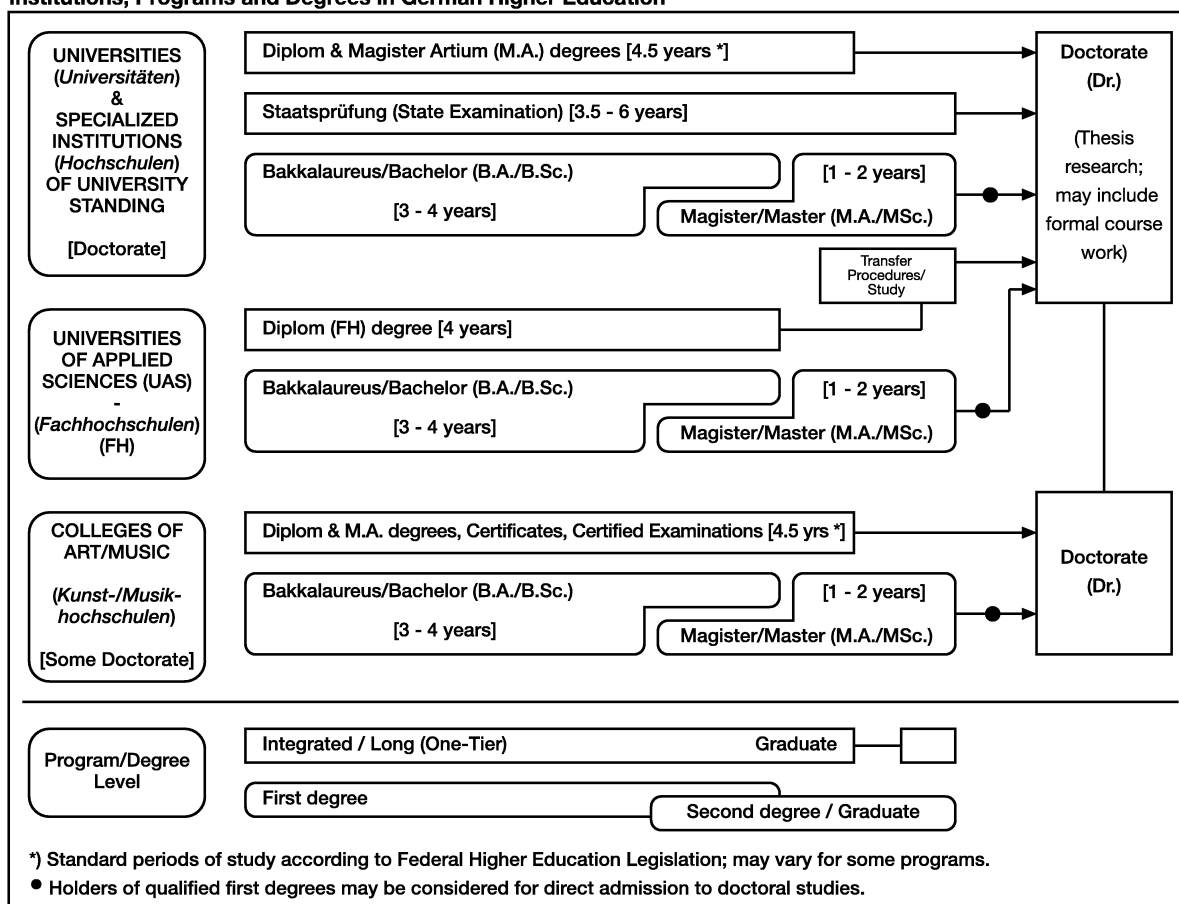 Institutions, Programs and Degrees in German Higher Education
UNIVERSITIES
(Universitäten)
&
SPECIALIZED
INSTITUTIONS
(Hochschulen)
OF UNIVERSITY
STANDING
[Doctorate]
Diplom & Magister Artium (M.A.) degrees [4.5 years *]
Staatsprüfung (State Examination) [3.5 - 6 years]
Bakkalaureus/Bachelor (B.A./B.Sc.)
[3 - 4 years]
[1 - 2 years]
Magister/Master (M.A./MSc.)
Transfer
Procedures/
Study
Doctorate
(Dr.)
(Thesis
research;
may include
formal course
work)
UNIVERSITIES
OF APPLIED
SCIENCES (UAS)
-
(Fachhochschulen)
(FH)
Diplom (FH) degree [4 years]
Bakkalaureus/Bachelor (B.A./B.Sc.)
[3 - 4 years]
[1 - 2 years]
Magister/Master (M.A./MSc.)
COLLEGES OF
ART/MUSIC
(Kunst-/Musik-
hochschulen)
[Some Doctorate]
Diplom & M.A. degrees, Certificates, Certified Examinations [4.5 yrs *]
Bakkalaureus/Bachelor (B.A./B.Sc.)
[3 - 4 years]
[1 - 2 years]
Magister/Master (M.A./MSc.)
Doctorate
(Dr.)
Program/Degree
Level
Integrated / Long (One-Tier)
Graduate
First degree
Second degree / Graduate
*) Standard periods of study according to Federal Higher Education Legislation; may vary for some programs.
● Holders of qualified first degrees may be considered for direct admission to doctoral studies.